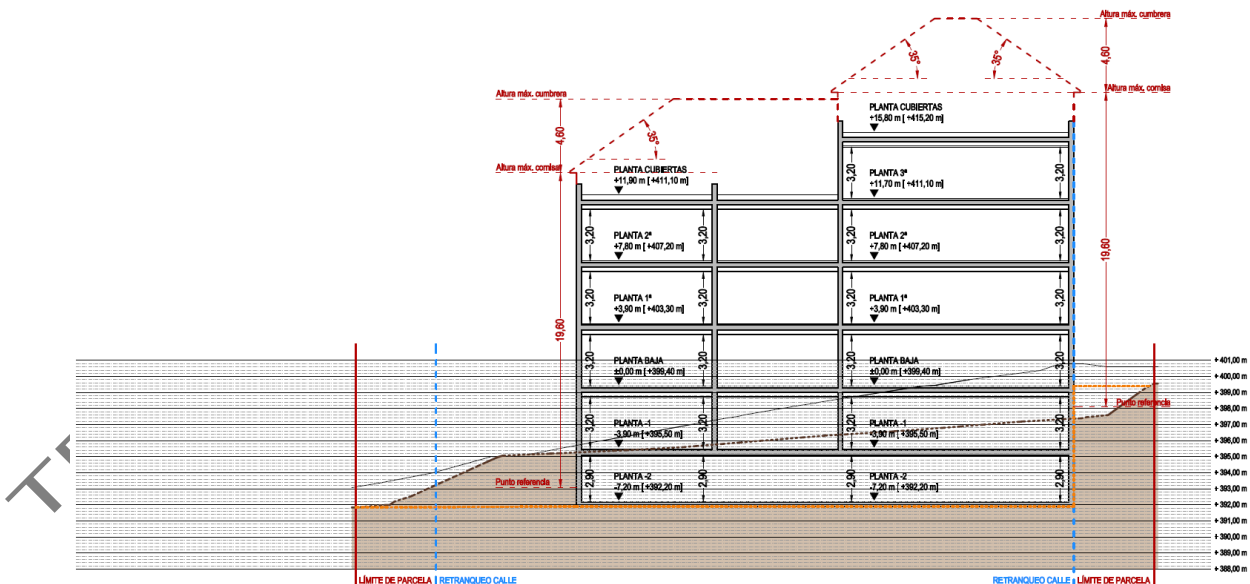 Altura máx. cumbrera
4,60
35°
35°
Altura máx. cornisa
Altura máx. cumbrera
4,60
35°
Altura máx. cornisa
PLANTA CUBIERTAS
+15,80 m [ +415,20 m]
PLANTA CUBIERTAS
+11,90 m [ +411,10 m]
3,20
PLANTA 3ª
+11,70 m [ +411,10 m]
3,20
3,20
PLANTA 2ª
+7,80 m [ +407,20 m]
3,20
3,20
PLANTA 2ª
+7,80 m [ +407,20 m]
3,20
19,60
3,20
PLANTA 1ª
+3,90 m [ +403,30 m]
3,20
3,20
PLANTA 1ª
+3,90 m [ +403,30 m]
3,20
19,60
3,20
PLANTA BAJA
±0,00 m [ +399,40 m]
3,20
3,20
PLANTA BAJA
±0,00 m [ +399,40 m]
3,20
3,20
PLANTA -1
-3,90 m [ +395,50 m]
3,20
3,20
PLANTA -1
-3,90 m [ +395,50 m]
3,20
Punto referencia
Punto referencia
2,90
PLANTA -2
-7,20 m [ +392,20 m]
2,90
2,90
PLANTA -2
-7,20 m [ +392,20 m]
2,90
+ 401,00 m
+ 400,00 m
+ 399,00 m
+ 398,00 m
+ 397,00 m
+ 396,00 m
+ 395,00 m
+ 394,00 m
+ 393,00 m
+ 392,00 m
+ 391,00 m
+ 390,00 m
+ 389,00 m
+ 388,00 m
LÍMITE DE PARCELA
RETRANQUEO CALLE
RETRANQUEO CALLE
LÍMITE DE PARCELA